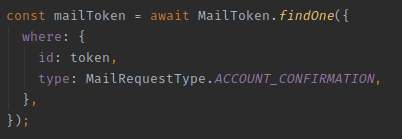 const mailToken = await MailToken.findOne({
  where: {
    id: token,
    type: MailRequestType.ACCOUNT_CONFIRMATION,
  },
});